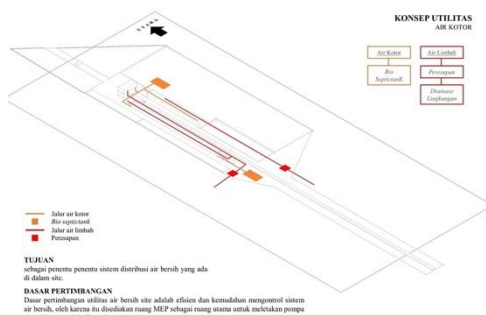 KONSEP UTILITAS
AIR KOTOR
UTARA
Air Kotor
Air Limbah
Bio
SeptictanK
Peresapan
Drainase
Lingkungan
Jalur air kotor
Bio septictank
Jalur air limbah
Peresapan
TUJUAN
sebagai penentu penentu sistem distribusi air bersih yang ada
di dalam site.
DASAR PERTIMBANGAN
Dasar pertimbangan utilitas air bersih site adalah efisien dan kemudahan mengontrol sistem
air bersih, oleh karena itu disediakan ruang MEP sebagai ruang utama untuk meletakan pompa